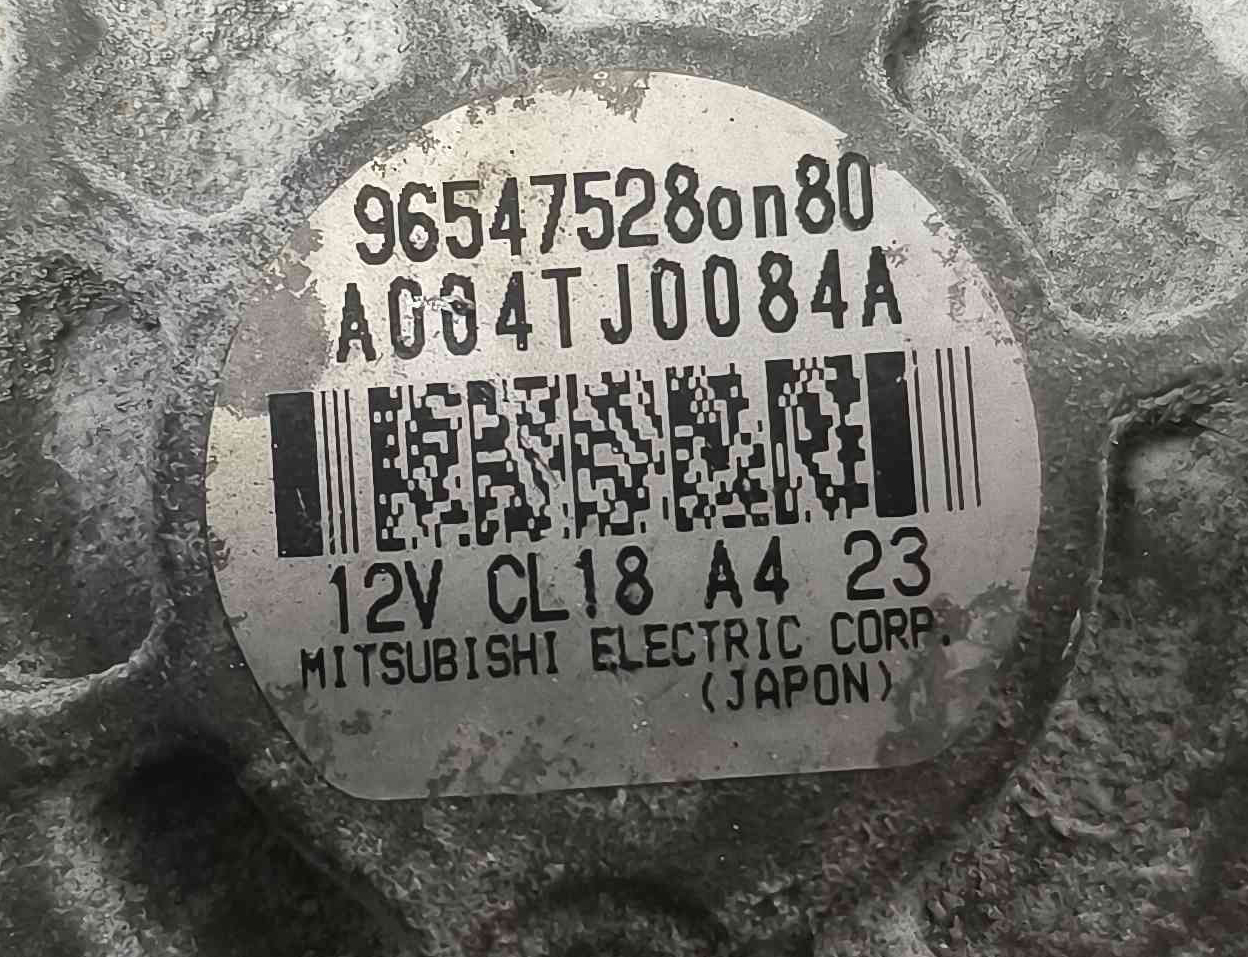 96547528on80
A004TJ0084A
12V CL18 A4 23
MITSUBISHI ELECTRIC CORP.
(JAPON)